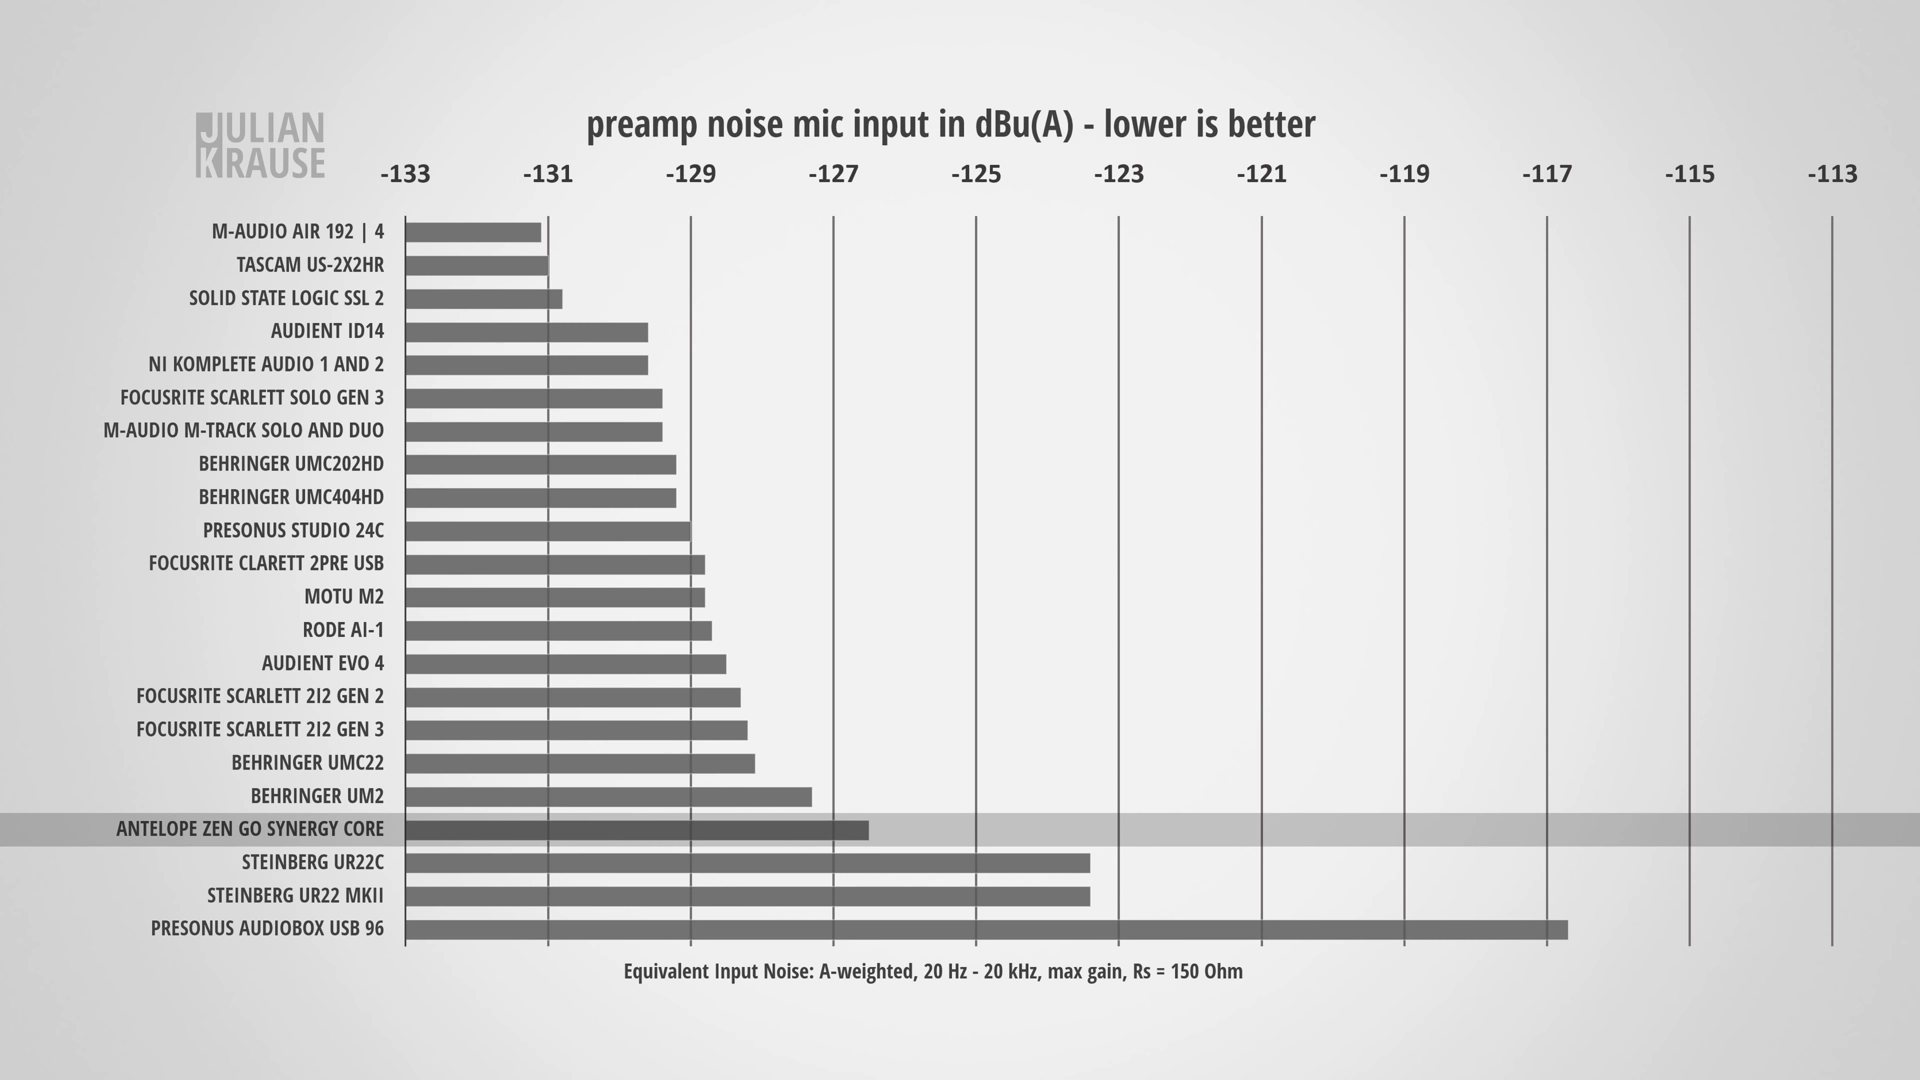 JULIAN
KRAUSE
preamp noise mic input in dBu(A) - lower is better
-133 -131 -129 -127 -125 -123 -121 -119 -117 -115 -113
M-AUDIO AIR 192 | 4
TASCAM US-2X2HR
SOLID STATE LOGIC SSL 2
AUDIENT ID14
NI KOMPLETE AUDIO 1 AND 2
FOCUSRITE SCARLETT SOLO GEN 3
M-AUDIO M-TRACK SOLO AND DUO
BEHRINGER UMC202HD
BEHRINGER UMC404HD
PRESONUS STUDIO 24C
FOCUSRITE CLARETT 2PRE USB
MOTU M2
RODE AI-1
AUDIENT EVO 4
FOCUSRITE SCARLETT 2I2 GEN 2
FOCUSRITE SCARLETT 2I2 GEN 3
BEHRINGER UMC22
BEHRINGER UM2
ANTELOPE ZEN GO SYNERGY CORE
STEINBERG UR22C
STEINBERG UR22 MKII
PRESONUS AUDIOBOX USB 96
Equivalent Input Noise: A-weighted, 20 Hz - 20 kHz, max gain, Rs = 150 Ohm